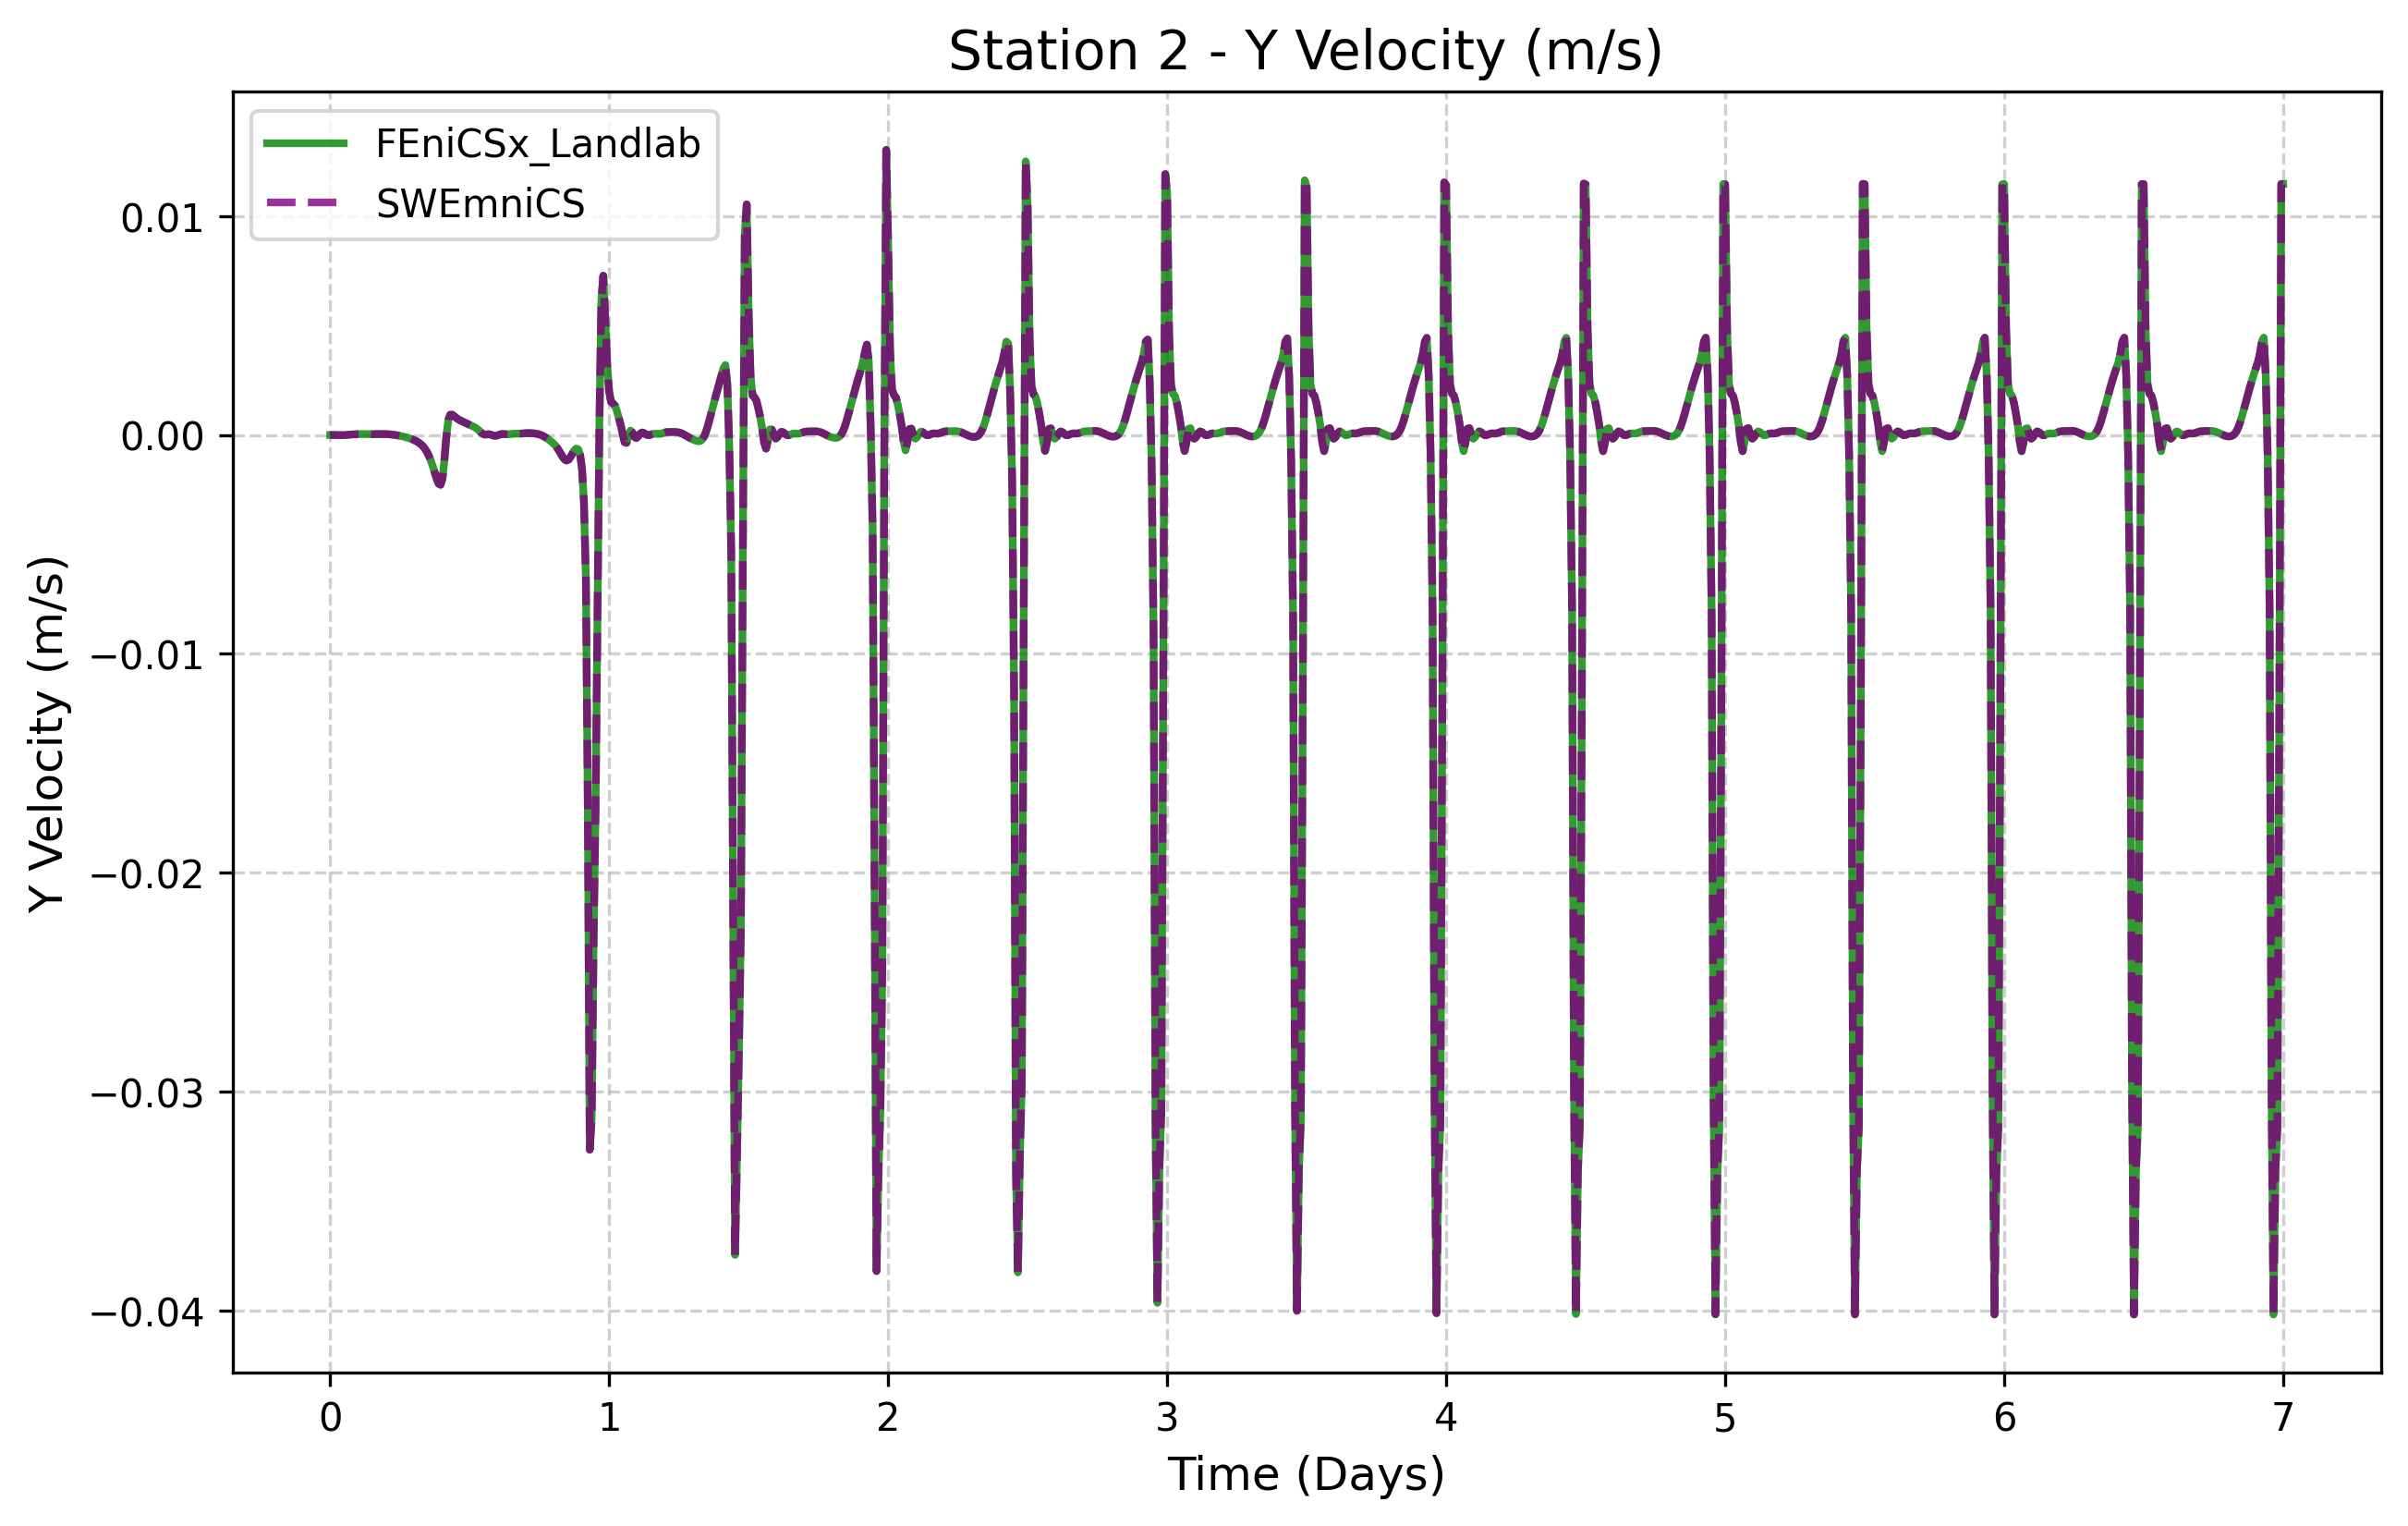 Station 2 - Y Velocity (m/s)
FEniCSx_Landlab
SWEmniCS
Y Velocity (m/s)
0.01
0.00
−0.01
−0.02
−0.03
−0.04
0 1 2 3 4 5 6 7
Time (Days)